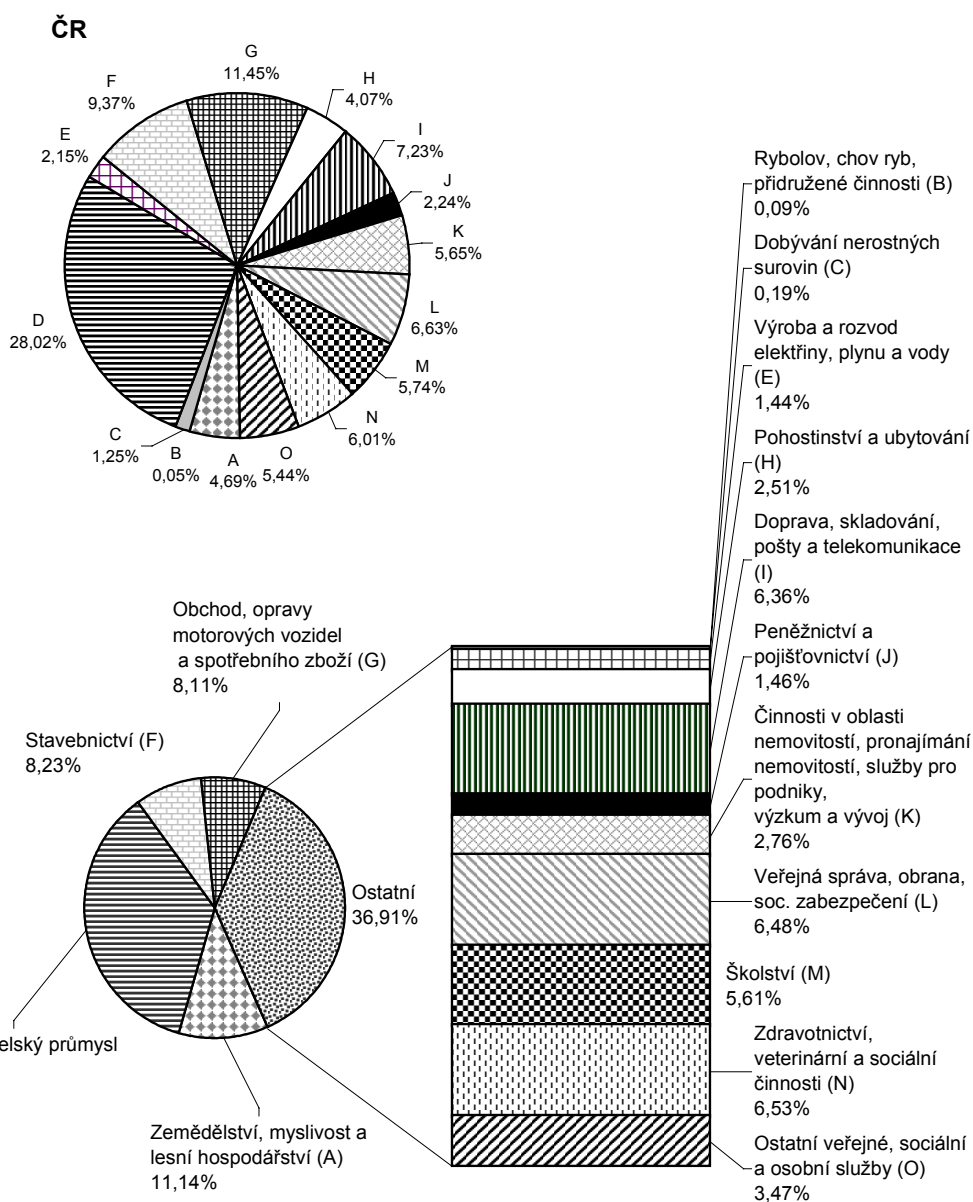 ČR
G
11,45%
H
4,07%
I
7,23%
J
2,24%
K
5,65%
L
6,63%
M
5,74%
N
6,01%
O
5,44%
A
4,69%
B
0,05%
C
1,25%
D
28,02%
E
2,15%
F
9,37%
Rybolov, chov ryb,
přidružené činnosti (B)
0,09%
Dobývání nerostných
surovin (C)
0,19%
Výroba a rozvod
elektřiny, plynu a vody
(E)
1,44%
Pohostinství a ubytování
(H)
2,51%
Doprava, skladování,
pošty a telekomunikace
(I)
6,36%
Peněžnictví a
pojišťovnictví (J)
1,46%
Činnosti v oblasti
nemovitostí, pronajímání
nemovitostí, služby pro
podniky,
výzkum a vývoj (K)
2,76%
Veřejná správa, obrana,
soc. zabezpečení (L)
6,48%
Školství (M)
5,61%
Zdravotnictví,
veterinární a sociální
činnosti (N)
6,53%
Ostatní veřejné, sociální
a osobní služby (O)
3,47%
Obchod, opravy
motorových vozidel
a spotřebního zboží (G)
8,11%
Stavebnictví (F)
8,23%
Ostatní
36,91%
elský průmysl
Zemědělství, myslivost a
lesní hospodářství (A)
11,14%